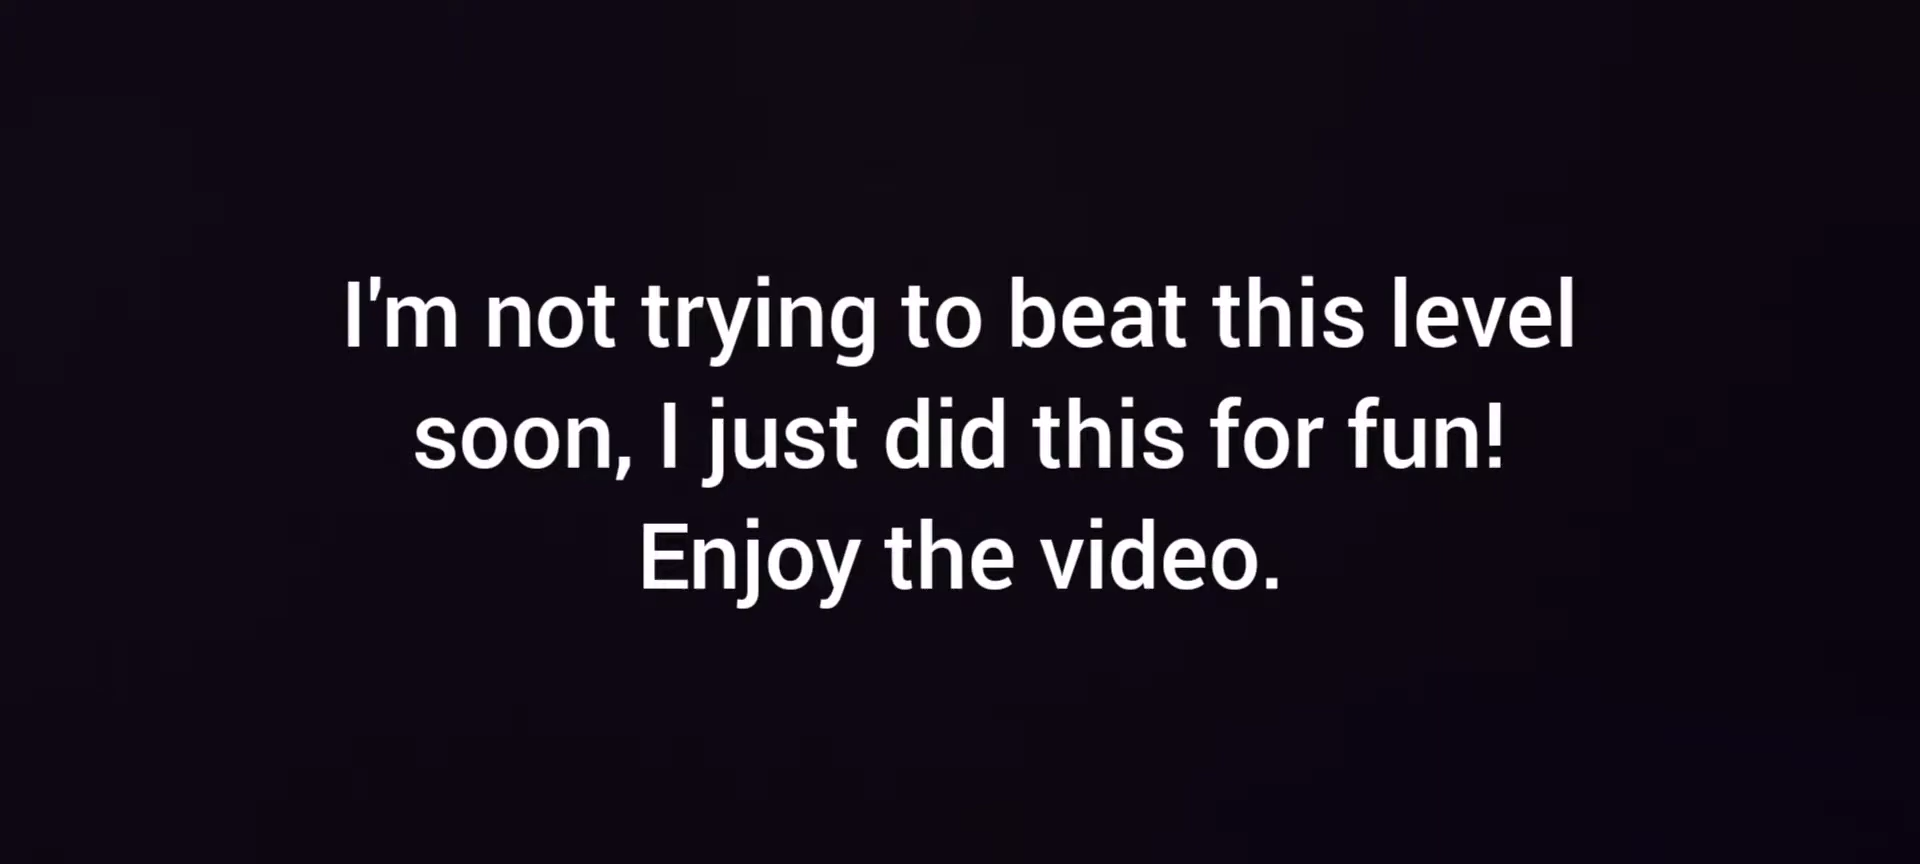 I'm not trying to beat this level
soon, I just did this for fun!
Enjoy the video.